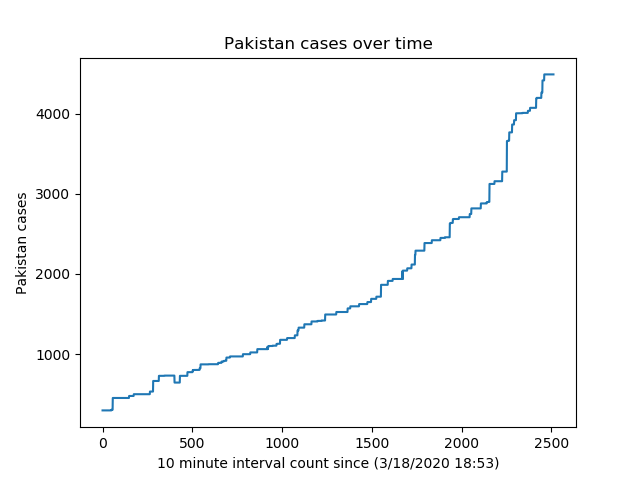 Pakistan cases over time
Pakistan cases
4000
3000
2000
1000
0 500 1000 1500 2000 2500
10 minute interval count since (3/18/2020 18:53)